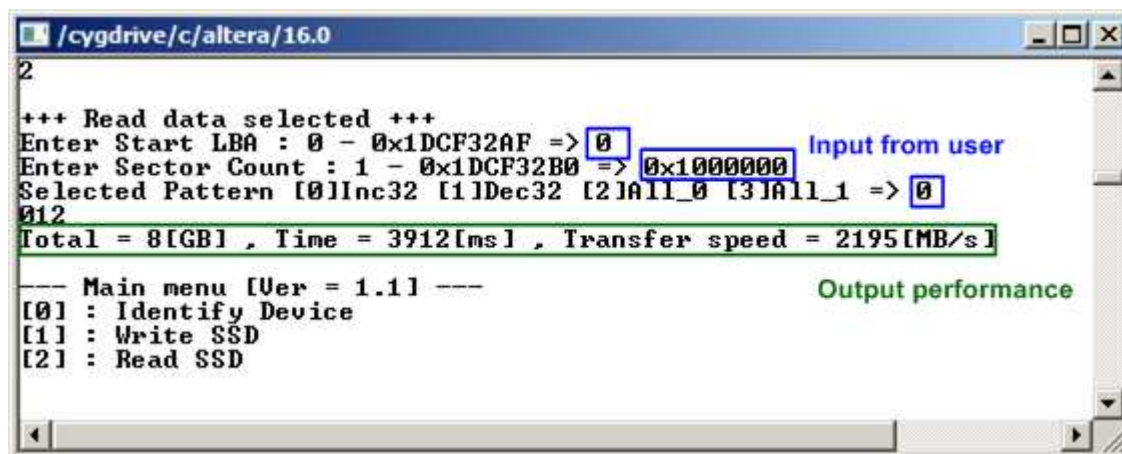 /cygdrive/c/altera/16.0
2
+++ Read data selected +++
Enter Start LBA : 0 - 0x1DCF32AF => 0
Input from user
Enter Sector Count : 1 - 0x1DCF32B0 => 0x1000000
Selected Pattern [0]Inc32 [1]Dec32 [2]All_0 [3]All_1 => 0
012
Total = 8[GB] , Time = 3912[ms] , Transfer speed = 2195[MB/s]
--- Main menu [Ver = 1.1] ---
Output performance
[0] : Identify Device
[1] : Write SSD
[2] : Read SSD